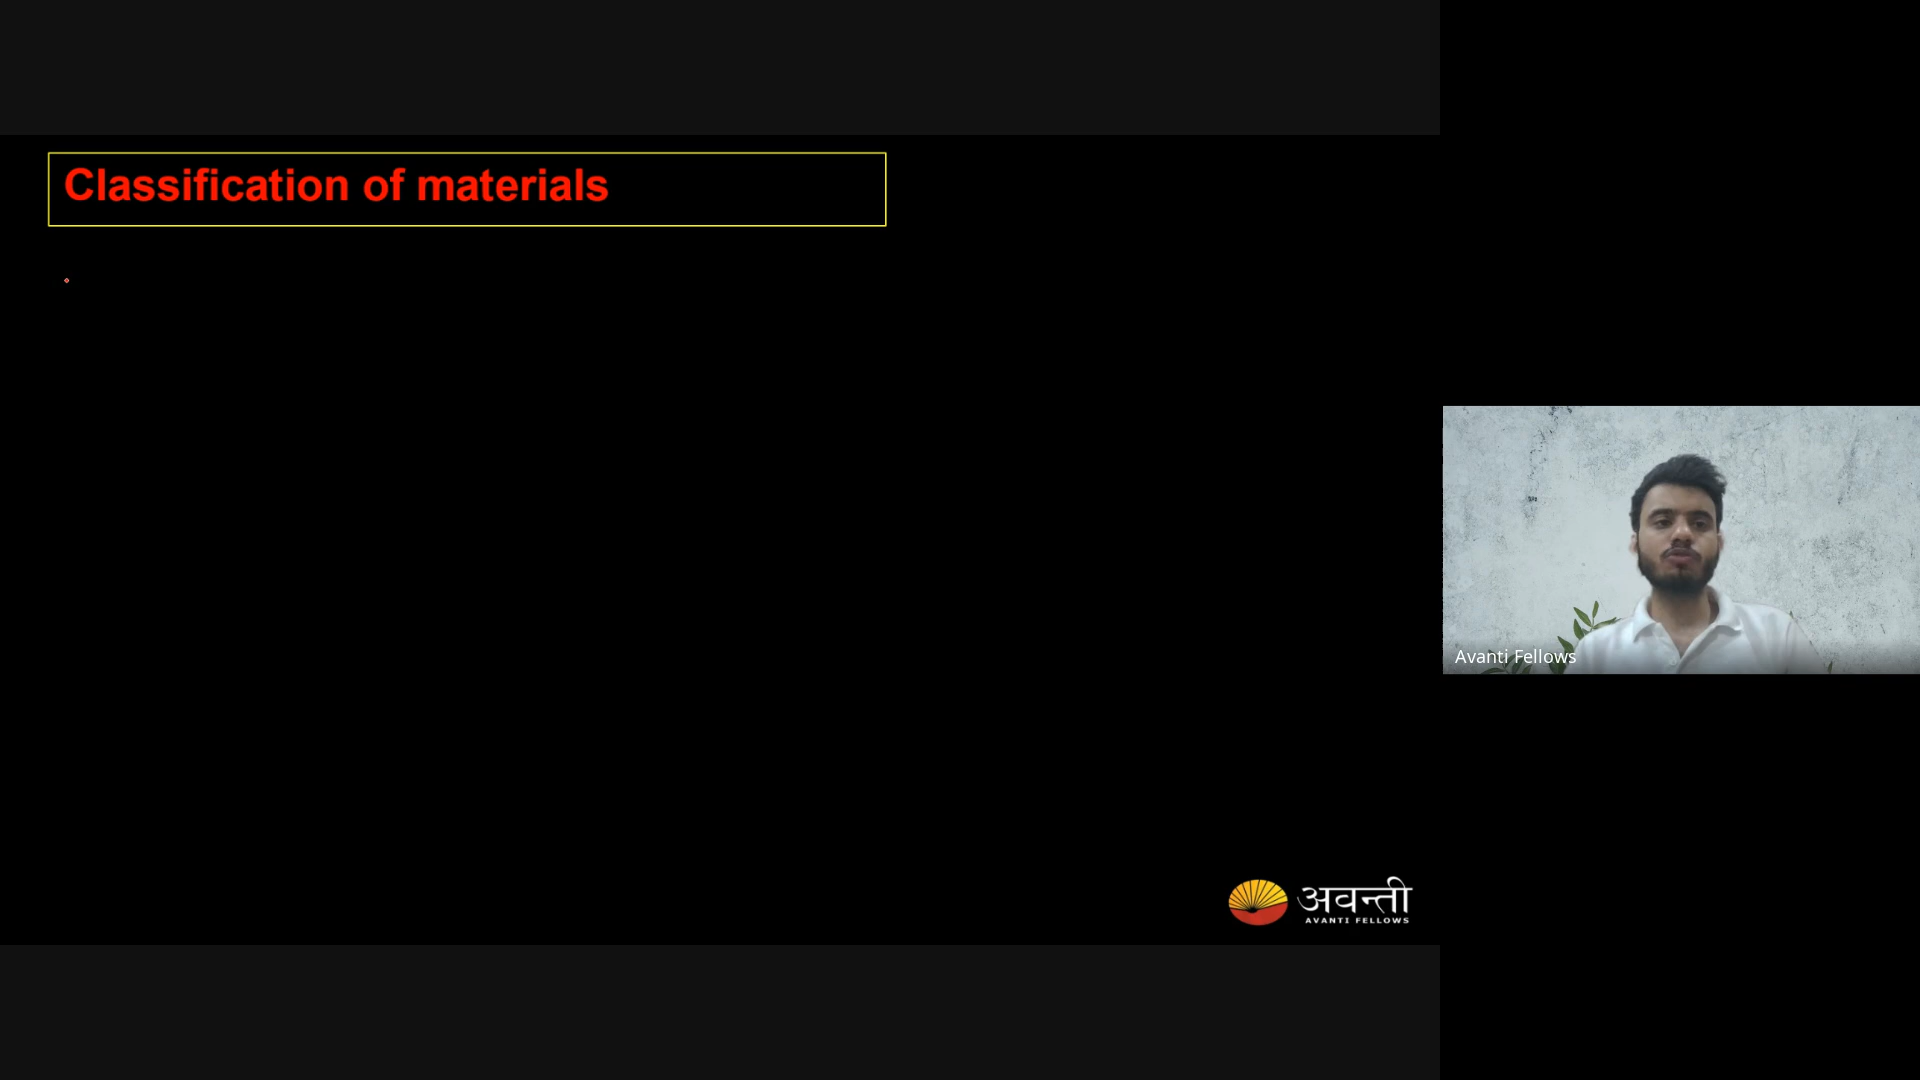 Classification of materials
Avanti Fellows
अवन्ती
AVANTI FELLOWS